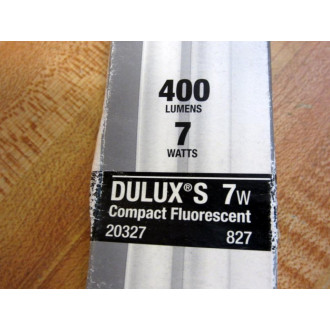 400
LUMENS
7
WATTS
DULUX® S 7W
Compact Fluorescent
20327 827